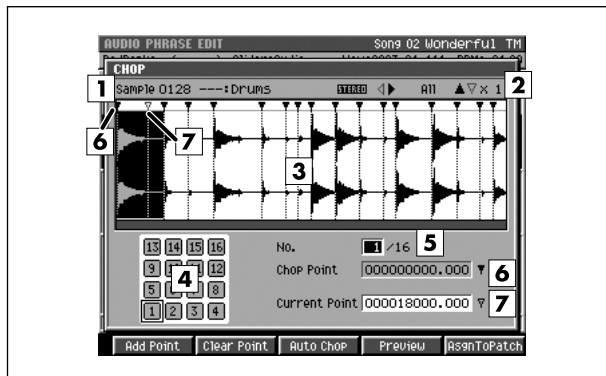 AUDIO PHRASE EDIT Song 02 Wonderful TM
CHOP
1 Sample 0128 ---:Drums STEREO All × 1 2
6 7
3
13 14 15 16 No. 1 /16 5
9 12 Chop Point 000000000.000 6
4
5 8
1 2 3 4 Current Point 000018000.000 7
Add Point Clear Point Auto Chop Preview AsgnToPatch